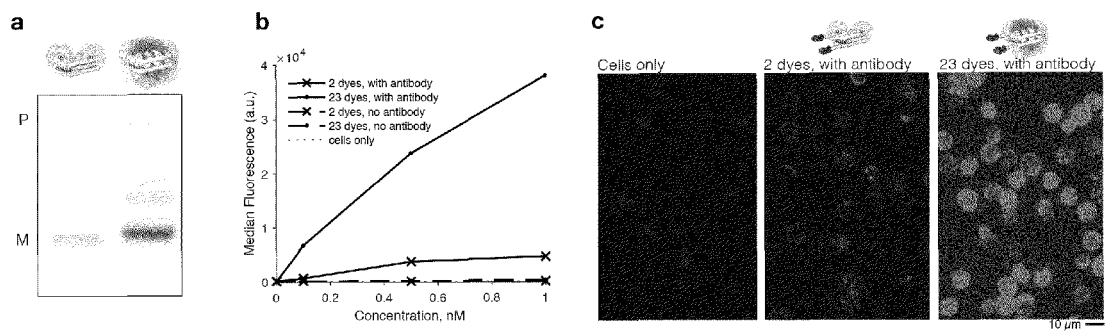 a
P
M
b
×10⁴
4
3
2
1
0
Median Fluorescence (a.u.)
2 dyes, with antibody
23 dyes, with antibody
2 dyes, no antibody
23 dyes, no antibody
cells only
0
0.2
0.4
0.6
0.8
1
Concentration, nM
c
Cells only
2 dyes, with antibody
23 dyes, with antibody
10 µm